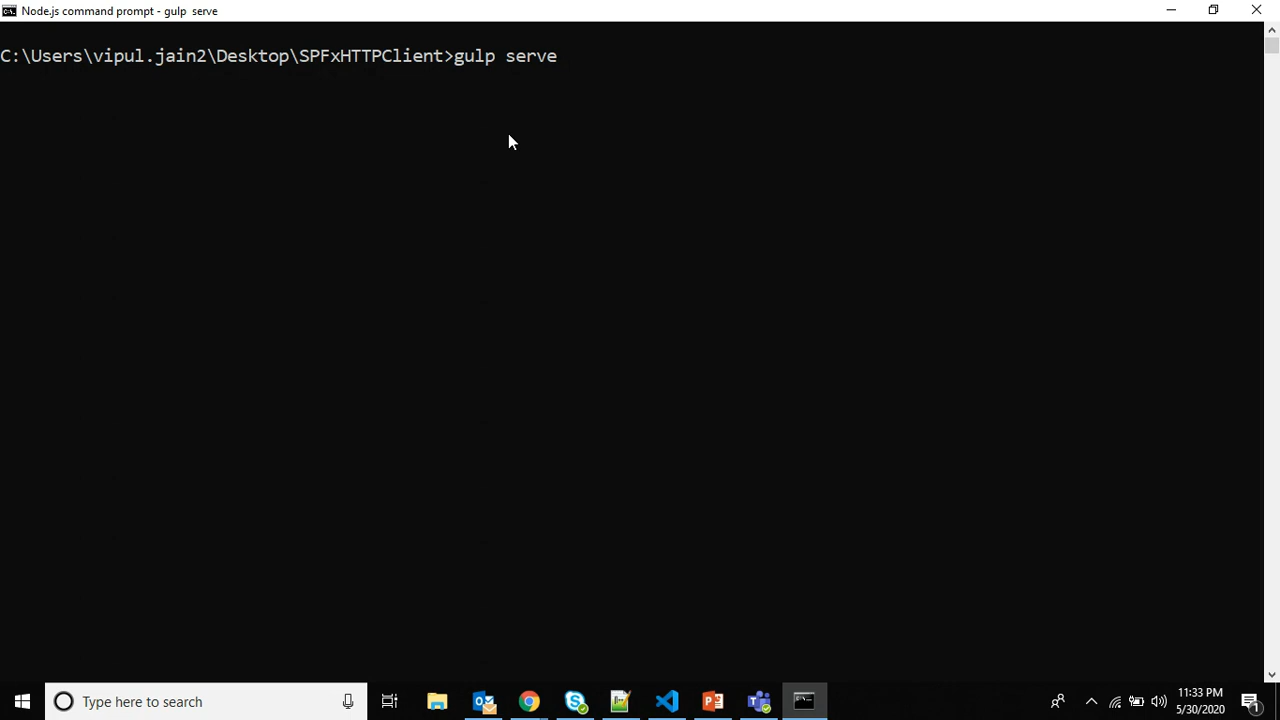 Node.js command prompt - gulp  serve
C:\Users\vipul.jain2\Desktop\SPFxHTTPClient>gulp serve
Type here to search
11:33 PM
5/30/2020
1